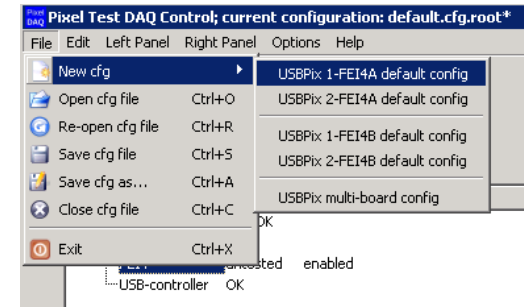 Pixel DAQ Pixel Test DAQ Control; current configuration: default.cfg.root*
File Edit Left Panel Right Panel Options Help
New cfg
Open cfg file Ctrl+O
Re-open cfg file Ctrl+R
Save cfg file Ctrl+S
Save cfg as... Ctrl+A
Close cfg file Ctrl+C
Exit Ctrl+X
USBPix 1-FEI4A default config
USBPix 2-FEI4A default config
USBPix 1-FEI4B default config
USBPix 2-FEI4B default config
USBPix multi-board config
OK
enabled
USB-controller OK